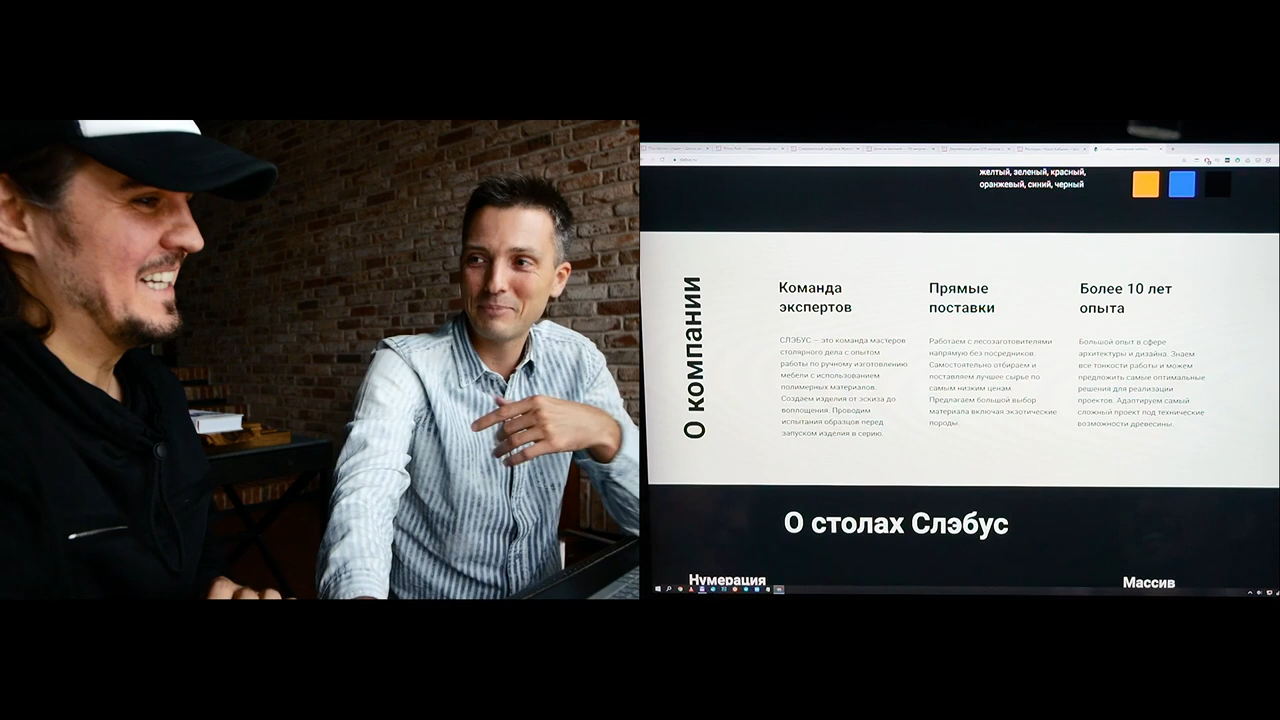 желтый, зеленый, красный,
оранжевый, синий, черный
О компании
Команда
экспертов
СЛЭБУС – это команда мастеров
столярного дела с опытом
работы по ручному изготовлению
мебели с использованием
полимерных материалов.
Создаем изделия от эскиза до
воплощения. Проводим
испытания образцов перед
запуском изделия в серию.
Прямые
поставки
Работаем с лесозаготовителями
напрямую без посредников.
Самостоятельно отбираем и
поставляем лучшее сырье по
самым низким ценам.
Предлагаем большой выбор
материала включая экзотические
породы.
Более 10 лет
опыта
Большой опыт в сфере
архитектуры и дизайна. Знаем
все тонкости работы и можем
предложить самые оптимальные
решения для реализации
проектов. Адаптируем самый
сложный проект под технические
возможности древесины.
О столах Слэбус
Нумерация
Массив